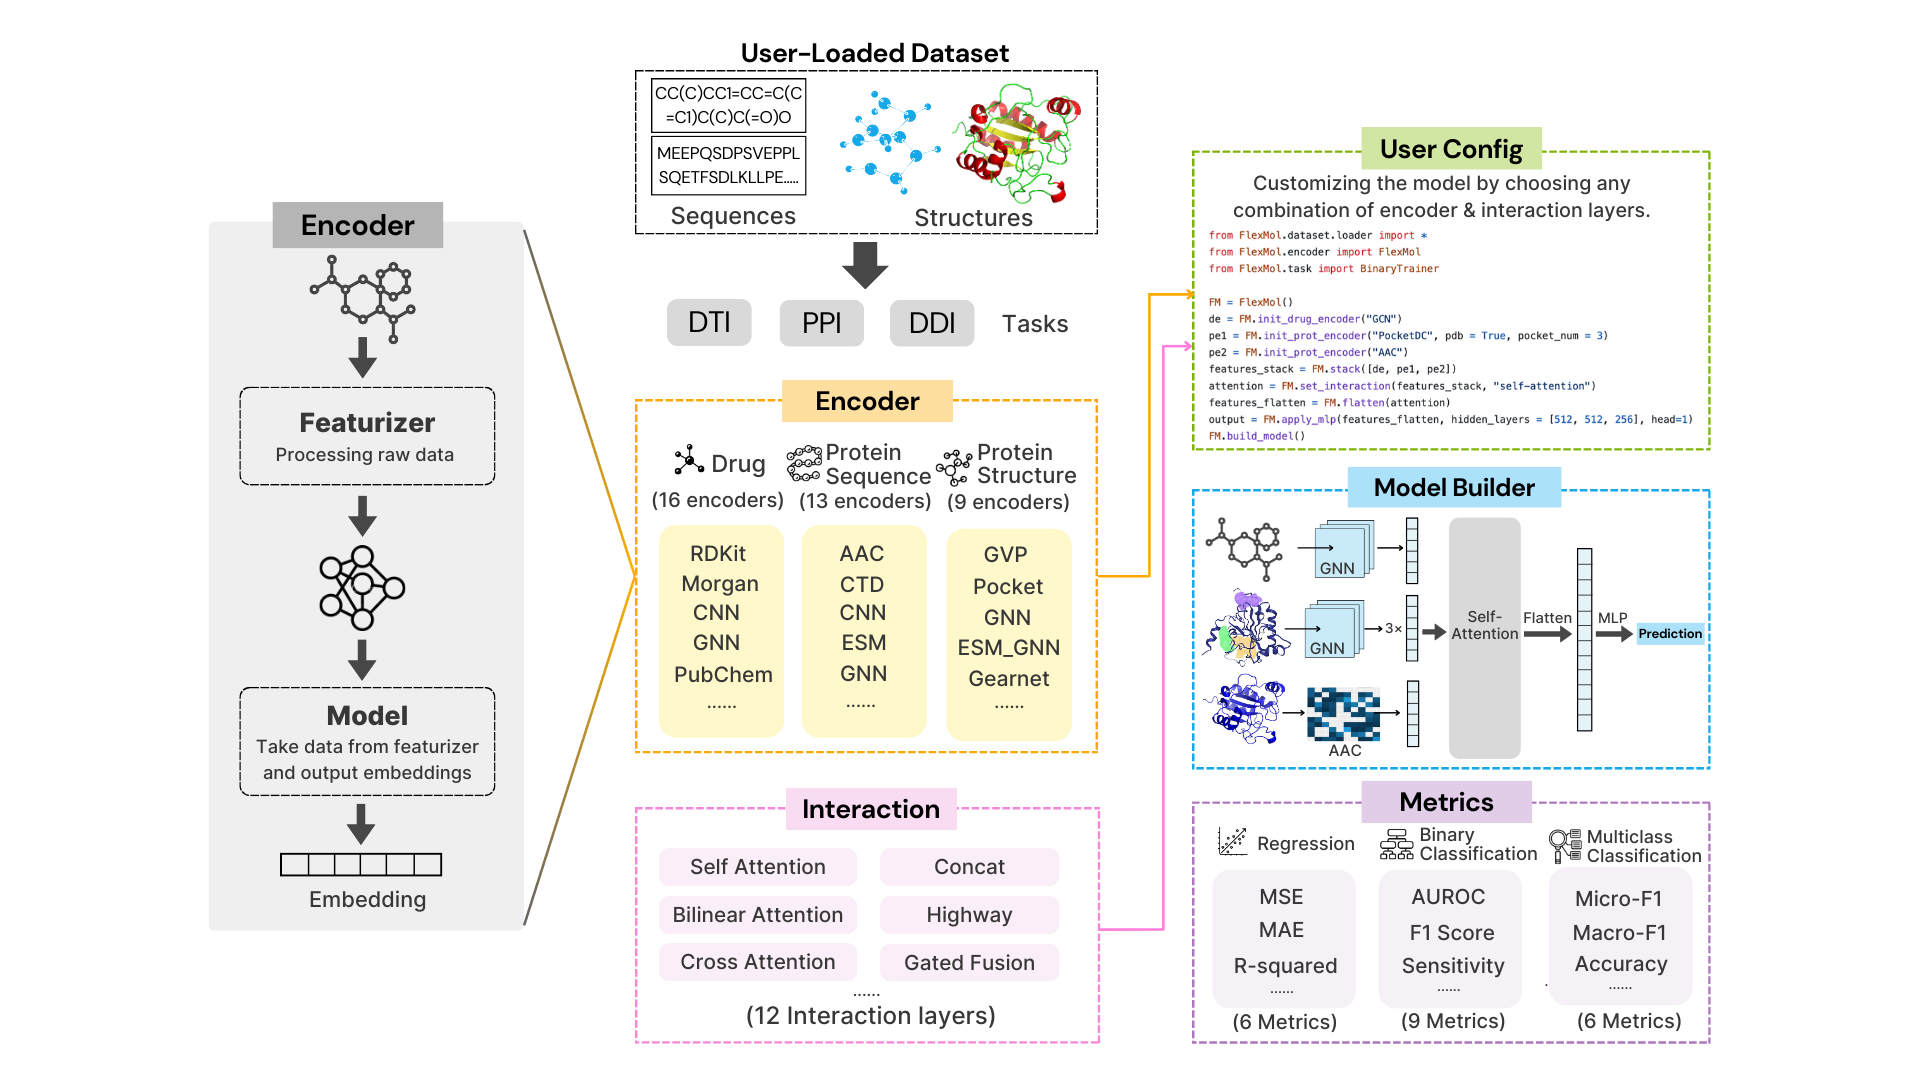 Encoder
Featurizer
Processing raw data
Model
Take data from featurizer
and output embeddings
Embedding
User-Loaded Dataset
CC(C)CC1=CC=C(C
=C1)C(C)C(=O)O
MEEPQSDPSVEPPL
SQETFSDLKLLPE.....
Sequences
Structures
DTI
PPI
DDI
Tasks
Encoder
Drug
(16 encoders)
RDKit
Morgan
CNN
GNN
PubChem
......
Protein
Sequence
(13 encoders)
AAC
CTD
CNN
ESM
GNN
......
Protein
Structure
(9 encoders)
GVP
Pocket
GNN
ESM_GNN
Gearnet
......
Interaction
Self Attention
Concat
Bilinear Attention
Highway
Cross Attention
Gated Fusion
......
(12 Interaction layers)
User Config
Customizing the model by choosing any
combination of encoder & interaction layers.
from FlexMol.dataset.loader import *
from FlexMol.encoder import FlexMol
from FlexMol.task import BinaryTrainer
FM = FlexMol()
de = FM.init_drug_encoder("GCN")
pe1 = FM.init_prot_encoder("PocketDC", pdb = True, pocket_num = 3)
pe2 = FM.init_prot_encoder("AAC")
features_stack = FM.stack([de, pe1, pe2])
attention = FM.set_interaction(features_stack, "self-attention")
features_flatten = FM.flatten(attention)
output = FM.apply_mlp(features_flatten, hidden_layers = [512, 512, 256], head=1)
FM.build_model()
Model Builder
GNN
GNN
3×
AAC
Self-
Attention
Flatten
MLP
Prediction
Metrics
Regression
MSE
MAE
R-squared
......
(6 Metrics)
Binary
Classification
AUROC
F1 Score
Sensitivity
......
(9 Metrics)
Multiclass
Classification
Micro-F1
Macro-F1
Accuracy
......
(6 Metrics)